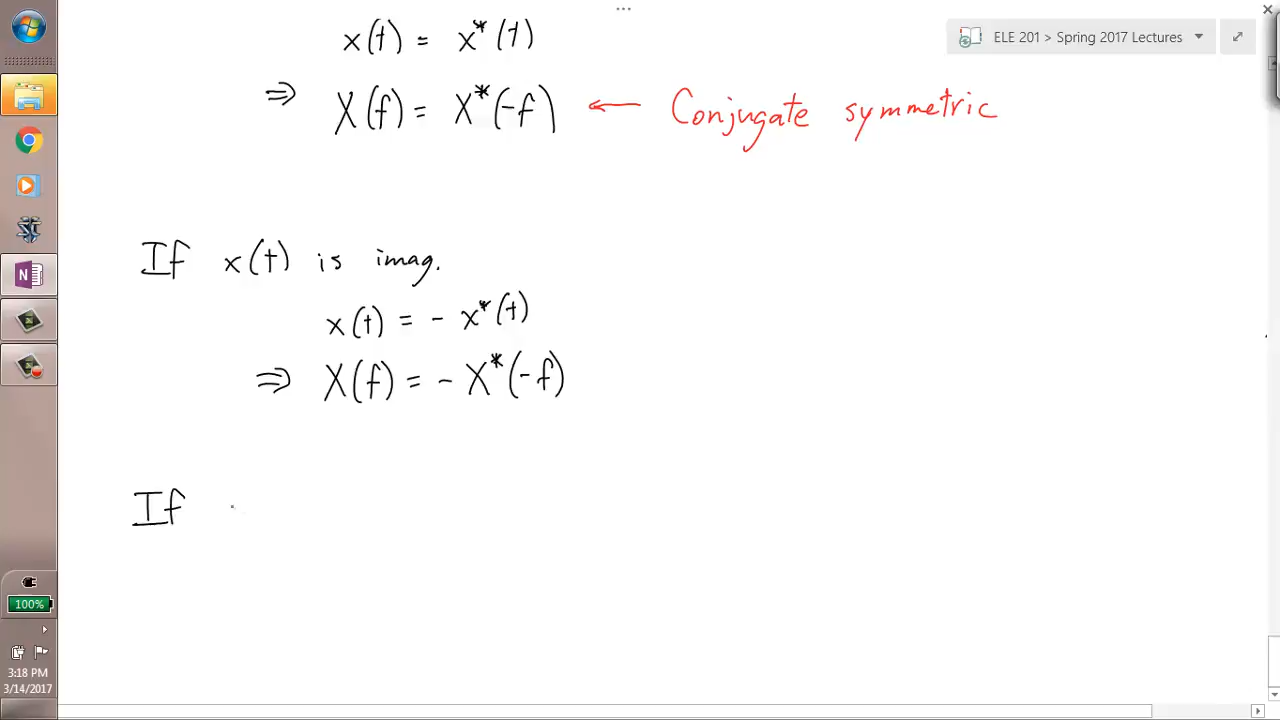 ...
ELE 201 > Spring 2017 Lectures
x(t) = x*(t)
⇒ X(f) = X*(-f) ← Conjugate symmetric
If x(t) is imag.
x(t) = - x*(t)
⇒ X(f) = - X*(-f)
If
100%
3:18 PM
3/14/2017